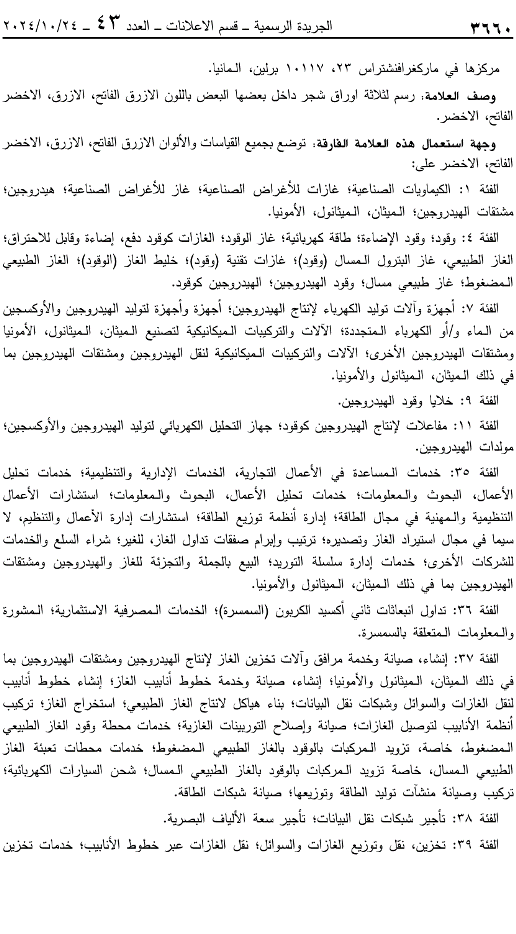 ٣٦٦٠ الجريدة الرسمية – قسم الاعلانات – العدد ٤٣ – ٢٠٢٤/١٠/٢٤
مركزها في ماركغرافنشتراس ٢٣، ١٠١١٧ برلين، المانيا.
وصف العلامة: رسم لثلاثة اوراق شجر داخل بعضها البعض باللون الازرق الفاتح، الازرق، الاخضر
الفاتح، الاخضر.
وجهة استعمال هذه العلامة الفارقة: توضع بجميع القياسات والألوان الازرق الفاتح، الازرق، الاخضر
الفاتح، الاخضر على:
الفئة ١: الكيماويات الصناعية؛ غازات للأغراض الصناعية؛ غاز للأغراض الصناعية؛ هيدروجين؛
مشتقات الهيدروجين؛ الميثان، الميثانول، الأمونيا.
الفئة ٤: وقود؛ وقود الإضاءة؛ طاقة كهربائية؛ غاز الوقود؛ الغازات كوقود دفع، إضاءة وقابل للاحتراق؛
الغاز الطبيعي، غاز البترول المسال (وقود)؛ غازات تقنية (وقود)؛ خليط الغاز (الوقود)؛ الغاز الطبيعي
المضغوط؛ غاز طبيعي مسال؛ وقود الهيدروجين؛ الهيدروجين كوقود.
الفئة ٧: أجهزة وآلات توليد الكهرباء لإنتاج الهيدروجين؛ أجهزة وأجهزة لتوليد الهيدروجين والأوكسجين
من الماء و/أو الكهرباء المتجددة؛ الآلات والتركيبات الميكانيكية لتصنيع الميثان، الميثانول، الأمونيا
ومشتقات الهيدروجين الأخرى؛ الآلات والتركيبات الميكانيكية لنقل الهيدروجين ومشتقات الهيدروجين بما
في ذلك الميثان، الميثانول والأمونيا.
الفئة ٩: خلايا وقود الهيدروجين.
الفئة ١١: مفاعلات لإنتاج الهيدروجين كوقود؛ جهاز التحليل الكهربائي لتوليد الهيدروجين والأوكسجين؛
مولدات الهيدروجين.
الفئة ٣٥: خدمات المساعدة في الأعمال التجارية، الخدمات الإدارية والتنظيمية؛ خدمات تحليل
الأعمال، البحوث والمعلومات؛ خدمات تحليل الأعمال، البحوث والمعلومات؛ استشارات الأعمال
التنظيمية والمهنية في مجال الطاقة؛ إدارة أنظمة توزيع الطاقة؛ استشارات إدارة الأعمال والتنظيم، لا
سيما في مجال استيراد الغاز وتصديره؛ ترتيب وإبرام صفقات تداول الغاز، للغير؛ شراء السلع والخدمات
للشركات الأخرى؛ خدمات إدارة سلسلة التوريد؛ البيع بالجملة والتجزئة للغاز والهيدروجين ومشتقات
الهيدروجين بما في ذلك الميثان، الميثانول والأمونيا.
الفئة ٣٦: تداول انبعاثات ثاني أكسيد الكربون (السمسرة)؛ الخدمات المصرفية الاستثمارية؛ المشورة
والمعلومات المتعلقة بالسمسرة.
الفئة ٣٧: إنشاء، صيانة وخدمة مرافق وآلات تخزين الغاز لإنتاج الهيدروجين ومشتقات الهيدروجين بما
في ذلك الميثان، الميثانول والأمونيا؛ إنشاء، صيانة وخدمة خطوط أنابيب الغاز؛ إنشاء خطوط أنابيب
لنقل الغازات والسوائل وشبكات نقل البيانات؛ بناء هياكل لانتاج الغاز الطبيعي؛ استخراج الغاز؛ تركيب
أنظمة الأنابيب لتوصيل الغازات؛ صيانة وإصلاح التوربينات الغازية؛ خدمات محطة وقود الغاز الطبيعي
المضغوط، خاصة، تزويد المركبات بالوقود بالغاز الطبيعي المضغوط؛ خدمات محطات تعبئة الغاز
الطبيعي المسال، خاصة تزويد المركبات بالوقود بالغاز الطبيعي المسال؛ شحن السيارات الكهربائية؛
تركيب وصيانة منشآت توليد الطاقة وتوزيعها؛ صيانة شبكات الطاقة.
الفئة ٣٨: تأجير شبكات نقل البيانات؛ تأجير سعة الألياف البصرية.
الفئة ٣٩: تخزين، نقل وتوزيع الغازات والسوائل؛ نقل الغازات عبر خطوط الأنابيب؛ خدمات تخزين